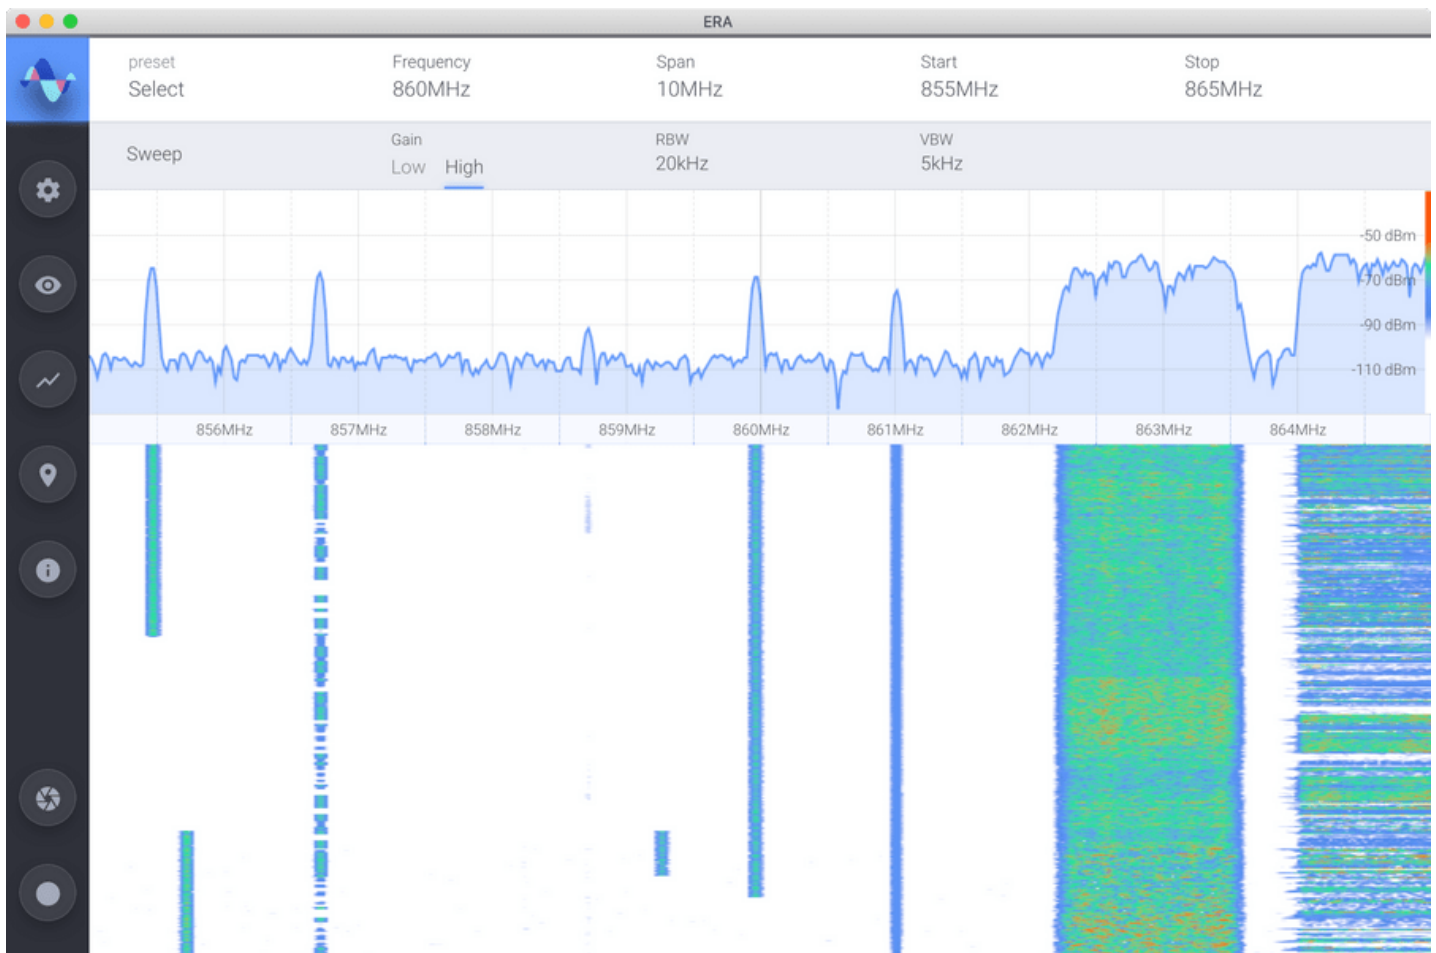 ERA
preset Frequency Span Start Stop
Select 860MHz 10MHz 855MHz 865MHz
Gain RBW VBW
Sweep Low High 20kHz 5kHz
-50 dBm
-70 dBm
-90 dBm
-110 dBm
856MHz 857MHz 858MHz 859MHz 860MHz 861MHz 862MHz 863MHz 864MHz